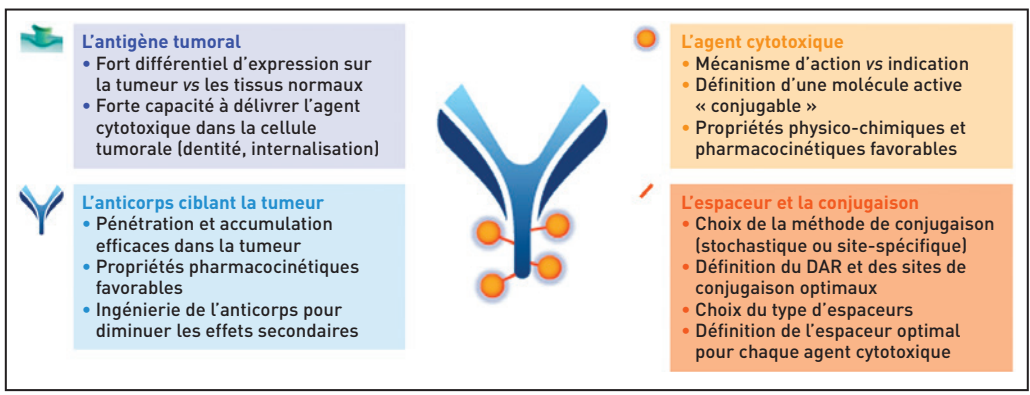 L’antigène tumoral
• Fort différentiel d’expression sur
la tumeur vs les tissus normaux
• Forte capacité à délivrer l’agent
cytotoxique dans la cellule
tumorale (dentité, internalisation)
L’anticorps ciblant la tumeur
• Pénétration et accumulation
efficaces dans la tumeur
• Propriétés pharmacocinétiques
favorables
• Ingénierie de l’anticorps pour
diminuer les effets secondaires
L’agent cytotoxique
• Mécanisme d’action vs indication
• Définition d’une molécule active
« conjugable »
• Propriétés physico-chimiques et
pharmacocinétiques favorables
L’espaceur et la conjugaison
• Choix de la méthode de conjugaison
(stochastique ou site-spécifique)
• Définition du DAR et des sites de
conjugaison optimaux
• Choix du type d’espaceurs
• Définition de l’espaceur optimal
pour chaque agent cytotoxique